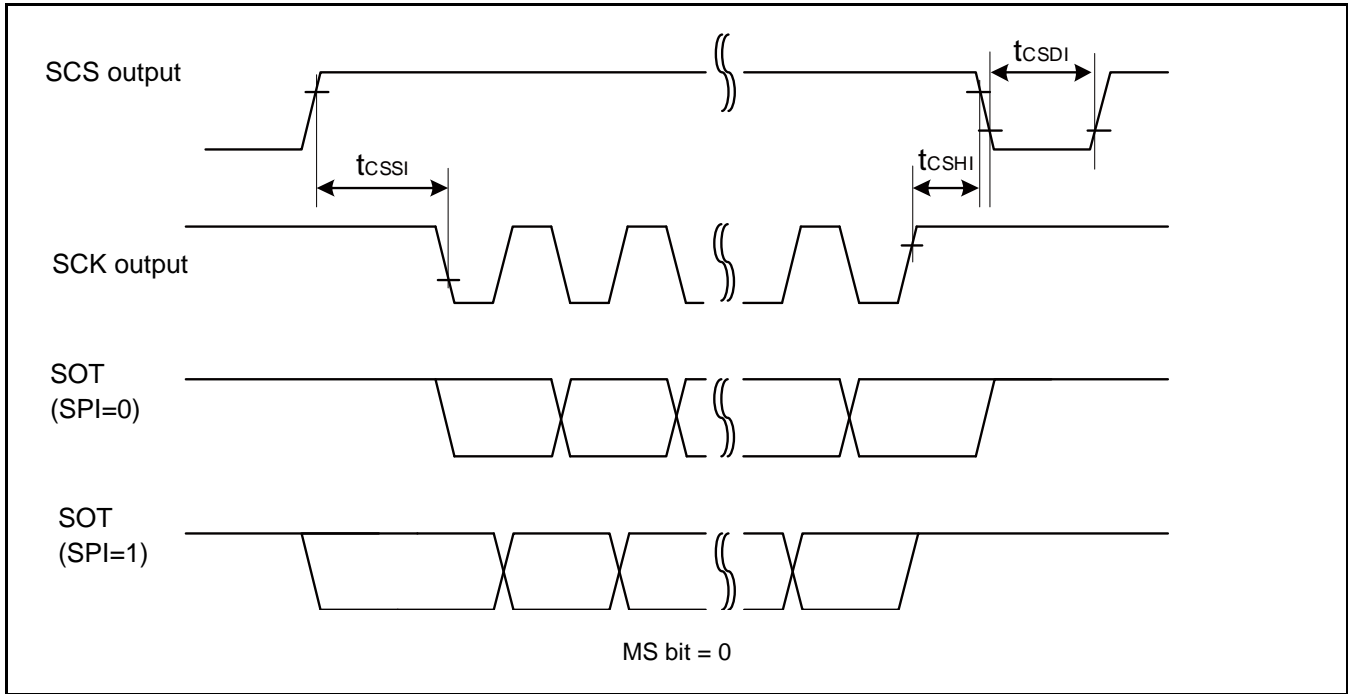 SCS output
tCSDI
tCSSI
tCSHI
SCK output
SOT
(SPI=0)
SOT
(SPI=1)
MS bit = 0